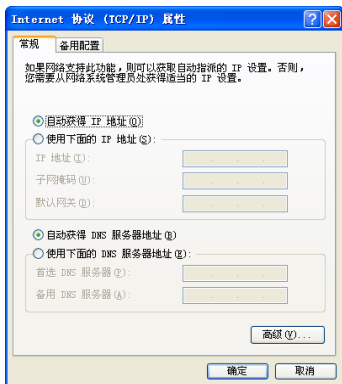 Internet 协议 (TCP/IP) 属性
常规 备用配置
如果网络支持此功能，则可以获取自动指派的 IP 设置。否则，
您需要从网络系统管理员处获得适当的 IP 设置。
自动获得 IP 地址(O)
使用下面的 IP 地址(S):
IP 地址(I):
子网掩码(U):
默认网关(D):
自动获得 DNS 服务器地址(B)
使用下面的 DNS 服务器地址(E):
首选 DNS 服务器(P):
备用 DNS 服务器(A):
高级(V)...
确定 取消